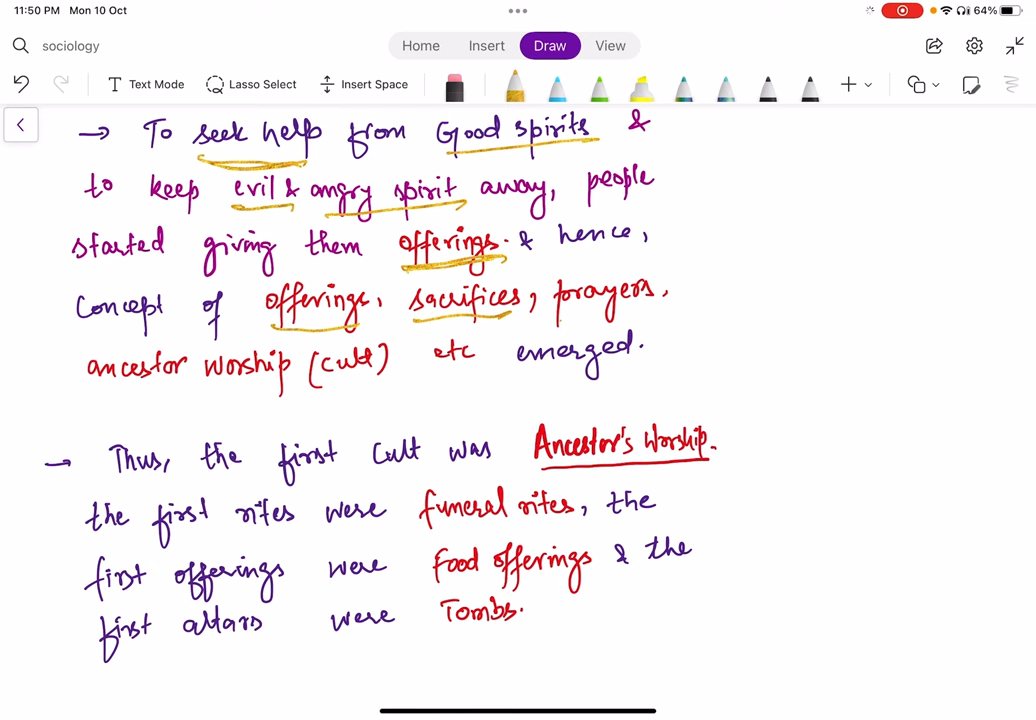 11:50 PM Mon 10 Oct
64%
sociology
Home Insert Draw View
Text Mode Lasso Select Insert Space
→ To seek help from Good spirits &
to keep evil & angry spirit away, people
started giving them offerings. & hence,
concept of offerings, sacrifices, prayers,
ancestor worship (cult) etc emerged.
→ Thus, the first cult was Ancestor's Worship.
the first rites were funeral rites, the
first offerings were Food offerings & the
first altars were Tombs.